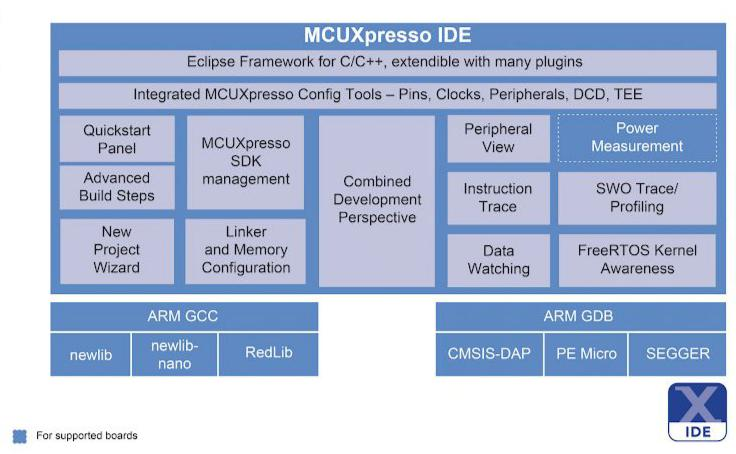 MCUXpresso IDE
Eclipse Framework for C/C++, extendible with many plugins
Integrated MCUXpresso Config Tools – Pins, Clocks, Peripherals, DCD, TEE
Quickstart
Panel
Advanced
Build Steps
New
Project
Wizard
MCUXpresso
SDK
management
Linker
and Memory
Configuration
Combined
Development
Perspective
Peripheral
View
Instruction
Trace
Data
Watching
Power
Measurement
SWO Trace/
Profiling
FreeRTOS Kernel
Awareness
ARM GCC
newlib
newlib-
nano
RedLib
ARM GDB
CMSIS-DAP
PE Micro
SEGGER
X
IDE
For supported boards